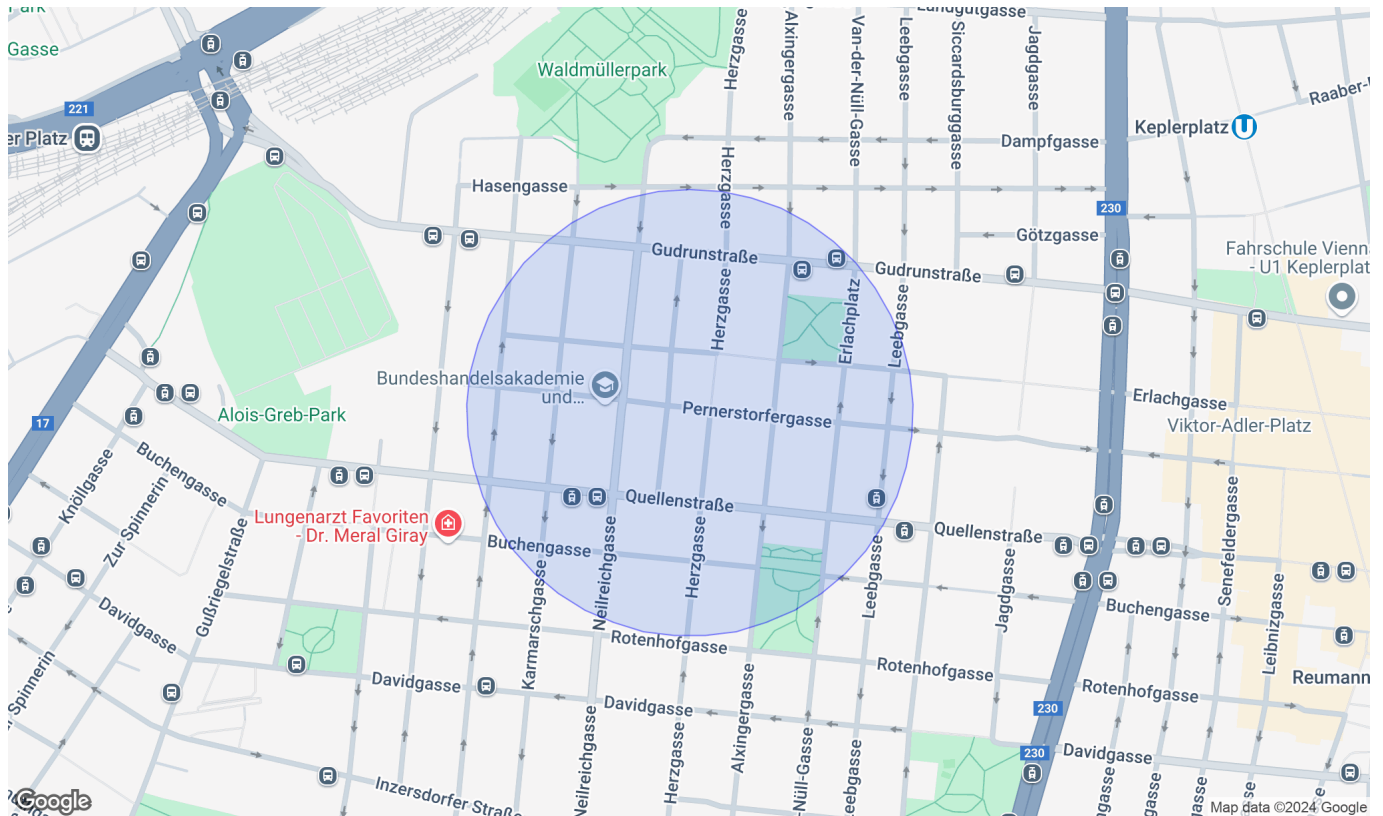 Park
Gasse
Landgutgasse
Waldmüllerpark
Herzgasse
Alxingergasse
Van-der-Nüll-Gasse
Leebgasse
Siccardsburggasse
Jagdgasse
Raaber-
221
er Platz
Keplerplatz
U
Dampfgasse
Hasengasse
Herzgasse
230
Götzgasse
Gudrunstraße
Gudrunstraße
Fahrschule Vienna
- U1 Keplerplat
Herzgasse
Erlachplatz
Leebgasse
Bundeshandelsakademie
und...
Erlachgasse
Pernerstorfergasse
Viktor-Adler-Platz
Alois-Greb-Park
17
Buchengasse
Knöllgasse
Zur Spinnerin
Quellenstraße
Quellenstraße
Senefeldergasse
Lungenarzt Favoriten
- Dr. Meral Giray
Gußriegelstraße
Buchengasse
Karmarschgasse
Neilreichgasse
Herzgasse
Leebgasse
Jagdgasse
Buchengasse
Leibnizgasse
Davidgasse
Rotenhofgasse
Rotenhofgasse
Rotenhofgasse
Reumann
Spinnerin
Davidgasse
Davidgasse
Alxingergasse
230
230
Davidgasse
Neilreichgasse
Herzgasse
-Nüll-Gasse
Leebgasse
Inzersdorfer Straß
Google
Map data ©2024 Google